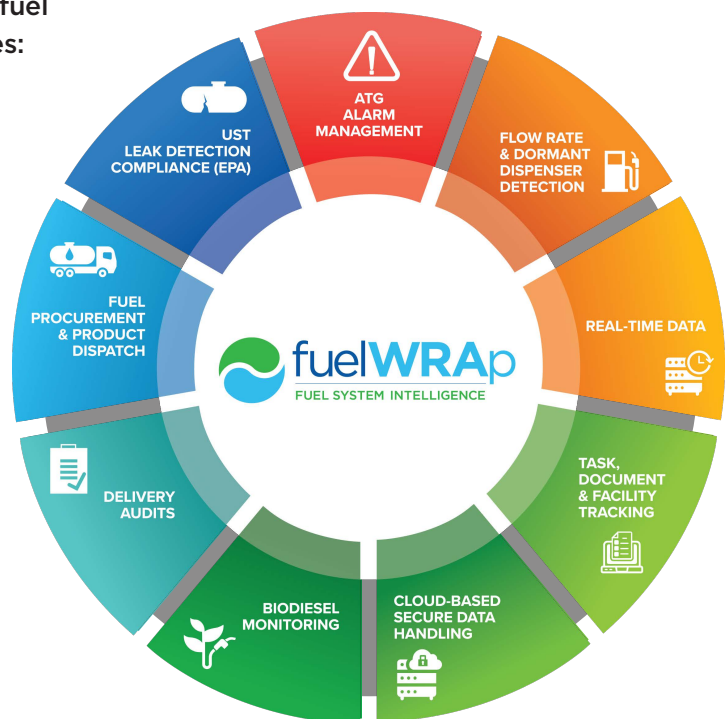 fuel
es:
ATG
ALARM
MANAGEMENT
FLOW RATE
& DORMANT
DISPENSER
DETECTION
REAL-TIME DATA
TASK,
DOCUMENT
& FACILITY
TRACKING
CLOUD-BASED
SECURE DATA
HANDLING
BIODIESEL
MONITORING
DELIVERY
AUDITS
FUEL
PROCUREMENT
& PRODUCT
DISPATCH
UST
LEAK DETECTION
COMPLIANCE (EPA)
fuelWRAp
FUEL SYSTEM INTELLIGENCE